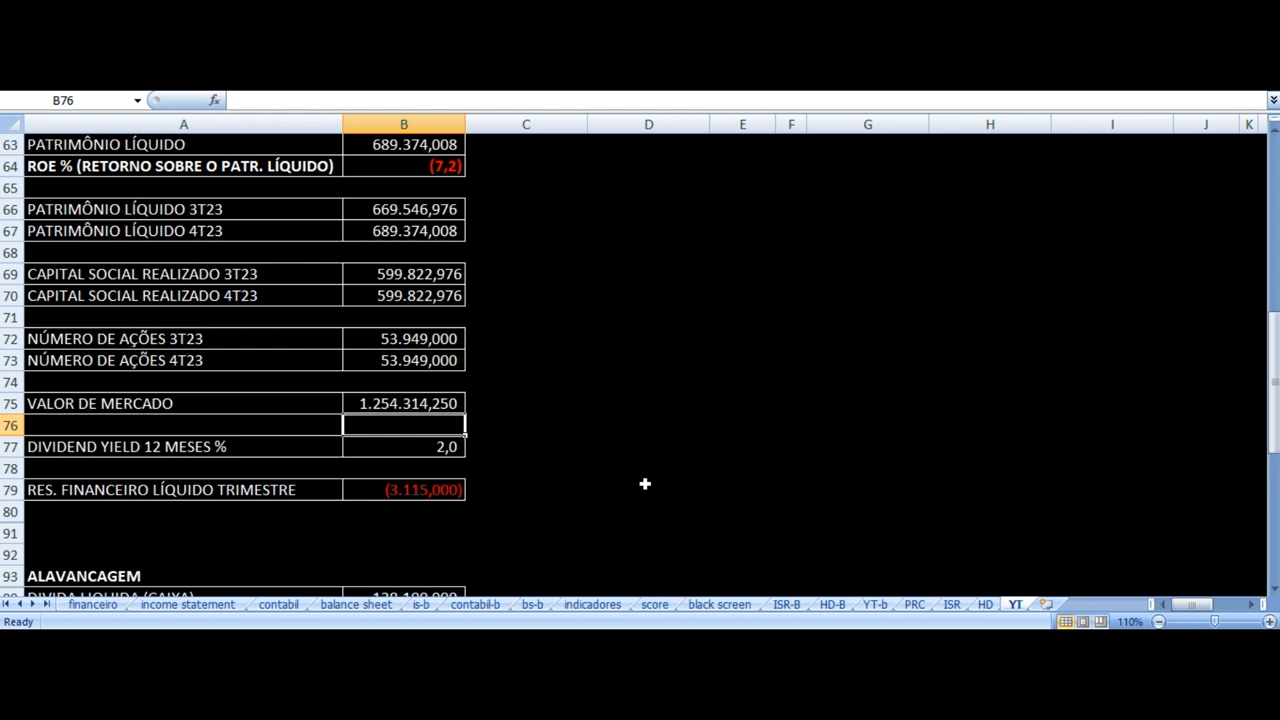 B76 fx
A B C D E F G H I J K
63 PATRIMÔNIO LÍQUIDO 689.374,008
64 ROE % (RETORNO SOBRE O PATR. LÍQUIDO) (7,2)
65
66 PATRIMÔNIO LÍQUIDO 3T23 669.546,976
67 PATRIMÔNIO LÍQUIDO 4T23 689.374,008
68
69 CAPITAL SOCIAL REALIZADO 3T23 599.822,976
70 CAPITAL SOCIAL REALIZADO 4T23 599.822,976
71
72 NÚMERO DE AÇÕES 3T23 53.949,000
73 NÚMERO DE AÇÕES 4T23 53.949,000
74
75 VALOR DE MERCADO 1.254.314,250
76
77 DIVIDEND YIELD 12 MESES % 2,0
78
79 RES. FINANCEIRO LÍQUIDO TRIMESTRE (3.115,000)
80
91
92
93 ALAVANCAGEM
financeiro income statement contabil balance sheet is-b contabil-b bs-b indicadores score black screen ISR-B HD-B YT-b PRC ISR HD YT
Ready 110%